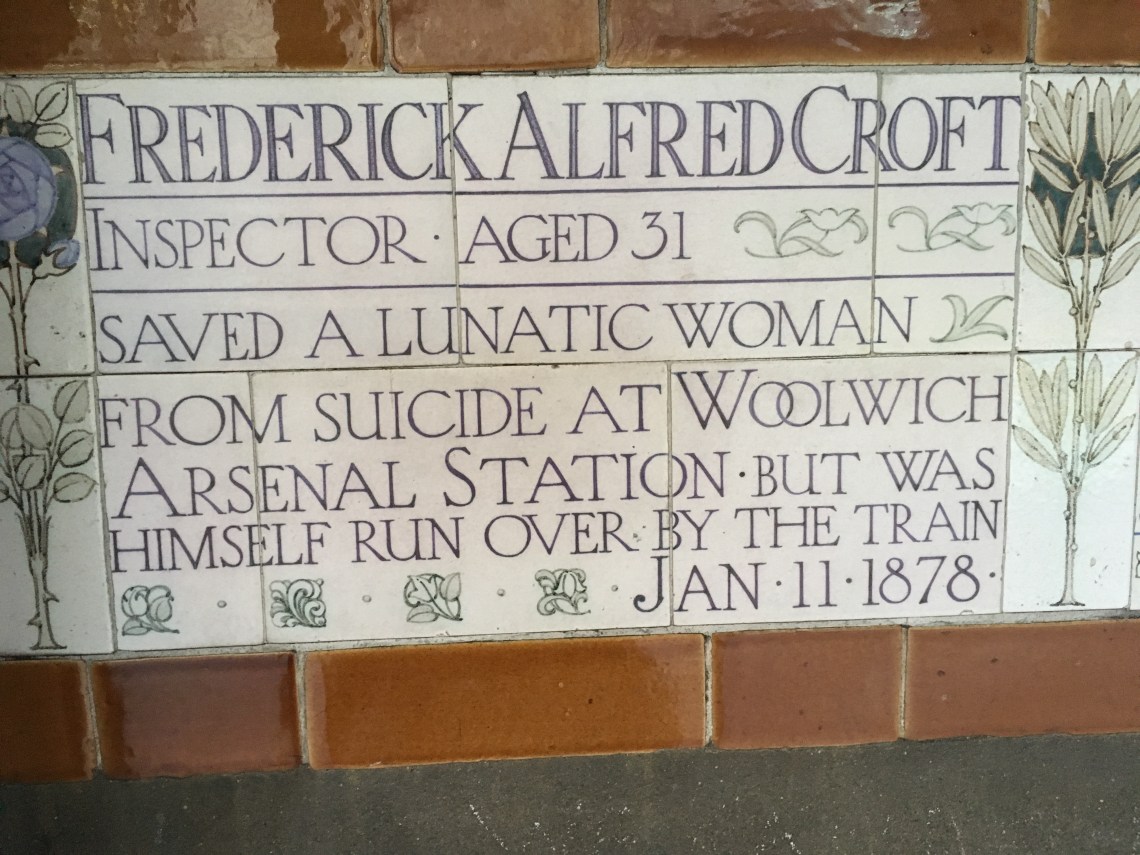 FREDERICK ALFRED CROFT
INSPECTOR · AGED 31
SAVED A LUNATIC WOMAN
FROM SUICIDE AT WOOLWICH
ARSENAL STATION · BUT WAS
HIMSELF RUN OVER BY THE TRAIN
JAN · 11 · 1878 ·